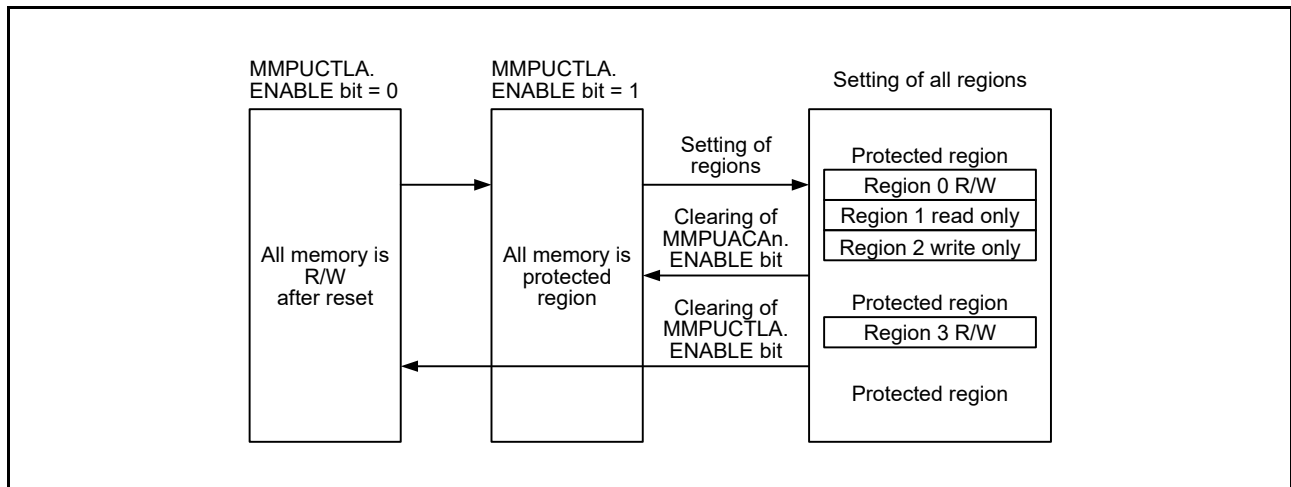 MMPUCTLA.
ENABLE bit = 0
MMPUCTLA.
ENABLE bit = 1
Setting of all regions
All memory is
R/W
after reset
All memory is
protected
region
Setting of
regions
Clearing of
MMPUACAn.
ENABLE bit
Clearing of
MMPUCTLA.
ENABLE bit
Protected region
Region 0 R/W
Region 1 read only
Region 2 write only
Protected region
Region 3 R/W
Protected region